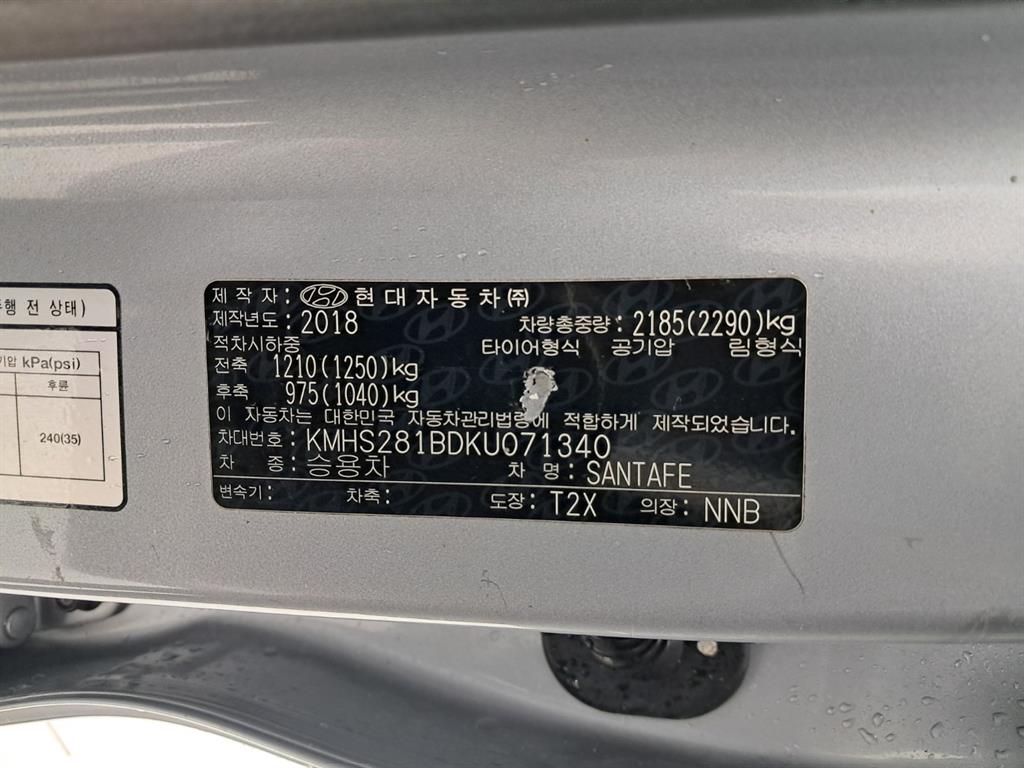 행 전 상태)
기압 kPa(psi)
후륜
240(35)
제 작 자 : 현대자동차㈜
제작년도 : 2018 차량총중량 : 2185(2290)kg
적차시하중 타이어형식 공기압 림형식
전축 1210(1250)kg
후축 975(1040)kg
이 자동차는 대한민국 자동차관리법령에 적합하게 제작되었습니다.
차대번호 : KMHS281BDKU071340
차 종 : 승용차 차 명 : SANTAFE
변속기 : 차축 : 도장 : T2X 의장 : NNB